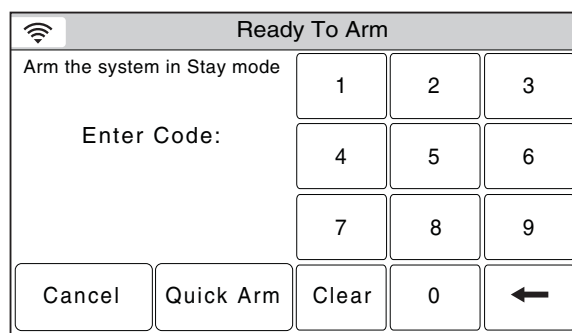 Ready To Arm
Arm the system in Stay mode
Enter Code:
1 2 3
4 5 6
7 8 9
Cancel Quick Arm Clear 0